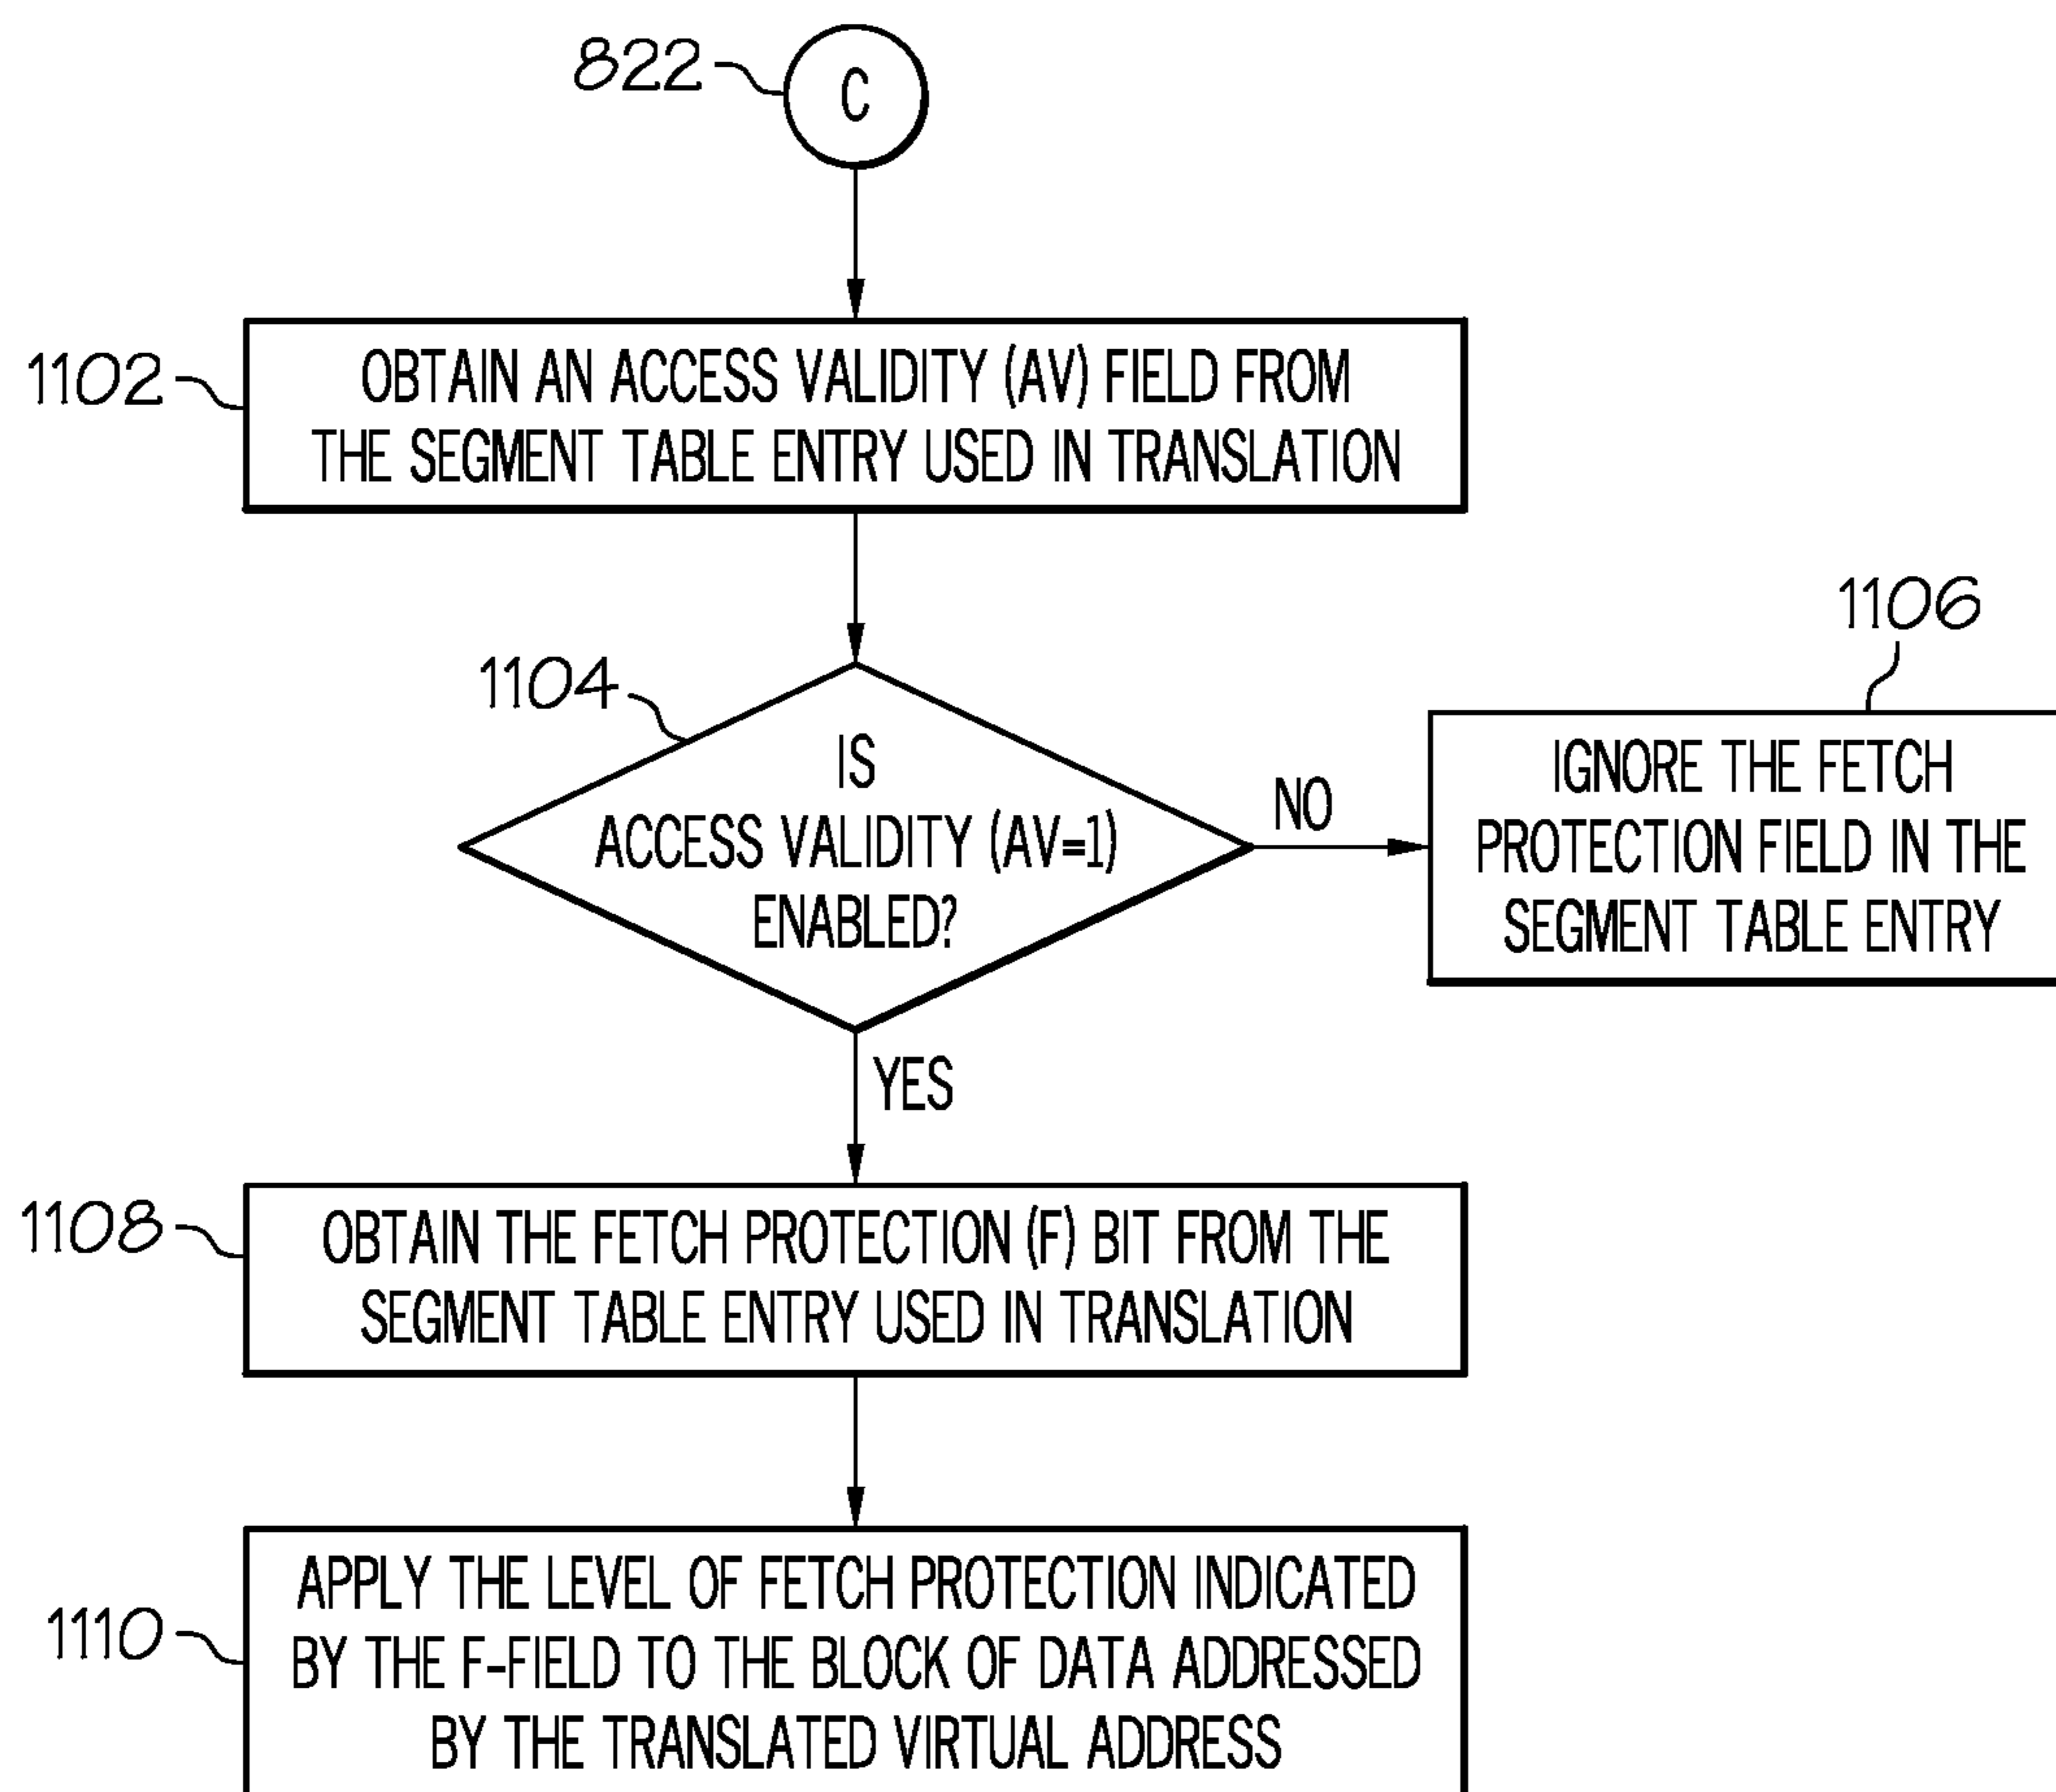 822
C
1102
OBTAIN AN ACCESS VALIDITY (AV) FIELD FROM
THE SEGMENT TABLE ENTRY USED IN TRANSLATION
1104
IS
ACCESS VALIDITY (AV=1)
ENABLED?
NO
1106
IGNORE THE FETCH
PROTECTION FIELD IN THE
SEGMENT TABLE ENTRY
YES
1108
OBTAIN THE FETCH PROTECTION (F) BIT FROM THE
SEGMENT TABLE ENTRY USED IN TRANSLATION
1110
APPLY THE LEVEL OF FETCH PROTECTION INDICATED
BY THE F-FIELD TO THE BLOCK OF DATA ADDRESSED
BY THE TRANSLATED VIRTUAL ADDRESS